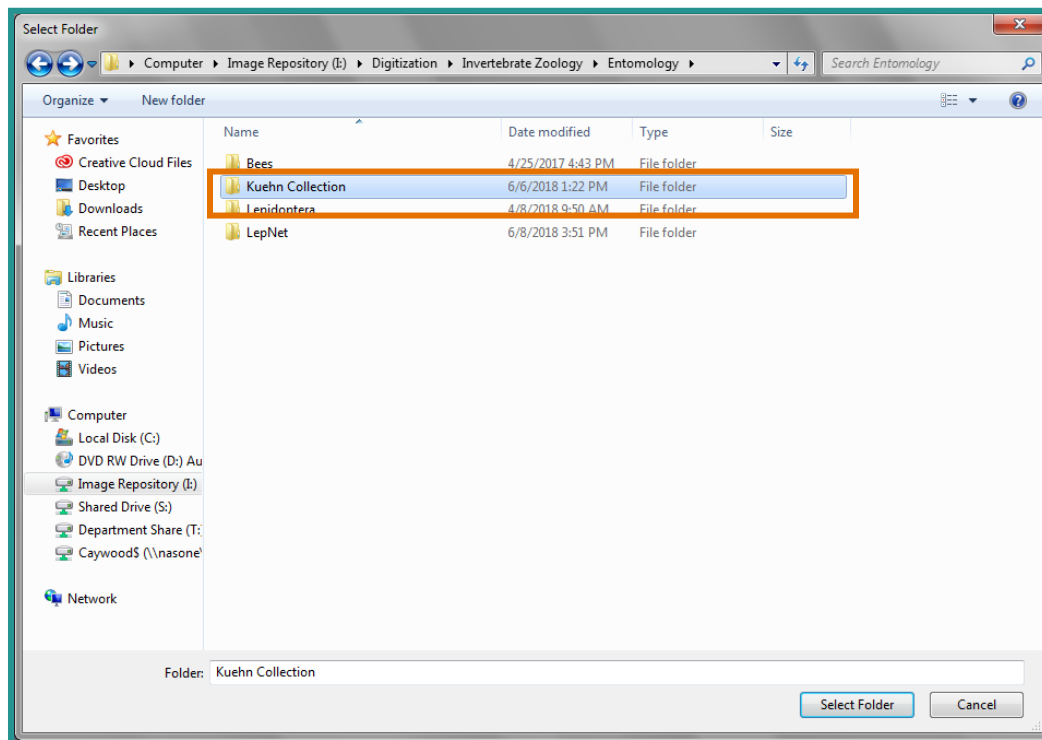 Select Folder
Computer Image Repository (I:) Digitization Invertebrate Zoology Entomology Search Entomology
Organize New folder
Favorites
Creative Cloud Files
Desktop
Downloads
Recent Places
Libraries
Documents
Music
Pictures
Videos
Computer
Local Disk (C:)
DVD RW Drive (D:) Au
Image Repository (I:)
Shared Drive (S:)
Department Share (T:
Caywood$ (\\nasone\
Network
Name Date modified Type Size
Bees 4/25/2017 4:43 PM File folder
Kuehn Collection 6/6/2018 1:22 PM File folder
Lepidoptera 4/8/2018 9:50 AM File folder
LepNet 6/8/2018 3:51 PM File folder
Folder: Kuehn Collection
Select Folder Cancel